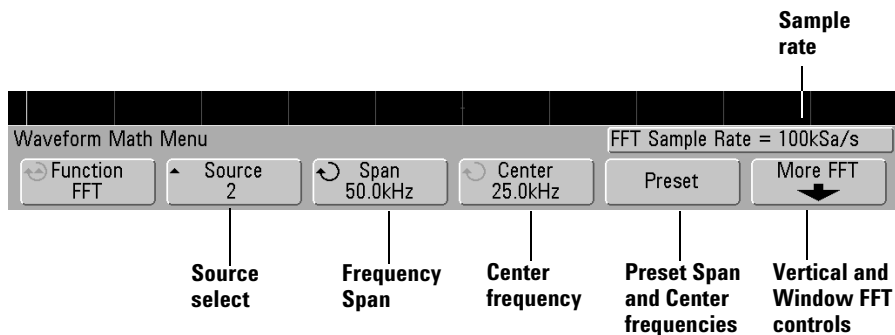 Sample
rate
Waveform Math Menu
FFT Sample Rate = 100kSa/s
Function
FFT
Source
2
Span
50.0kHz
Center
25.0kHz
Preset
More FFT
Source
select
Frequency
Span
Center
frequency
Preset Span
and Center
frequencies
Vertical and
Window FFT
controls